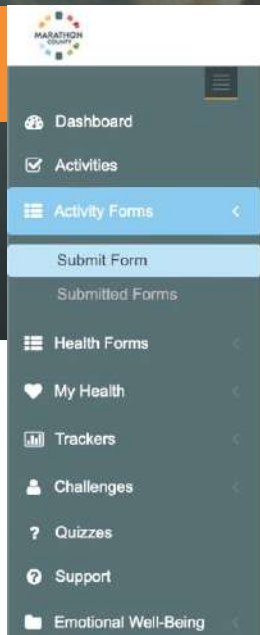 MARATHON
COUNTY
Dashboard
Activities
Activity Forms
Submit Form
Submitted Forms
Health Forms
My Health
Trackers
Challenges
? Quizzes
Support
Emotional Well-Being